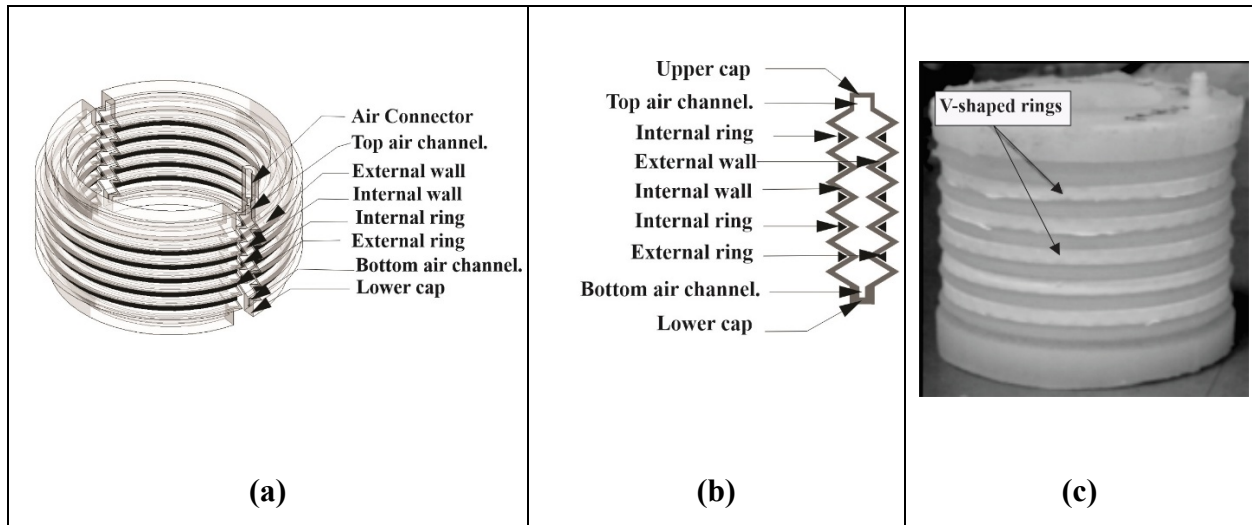 Air Connector
Top air channel.
External wall
Internal wall
Internal ring
External ring
Bottom air channel.
Lower cap
(a)
Upper cap
Top air channel.
Internal ring
External wall
Internal wall
Internal ring
External ring
Bottom air channel.
Lower cap
(b)
V-shaped rings
(c)